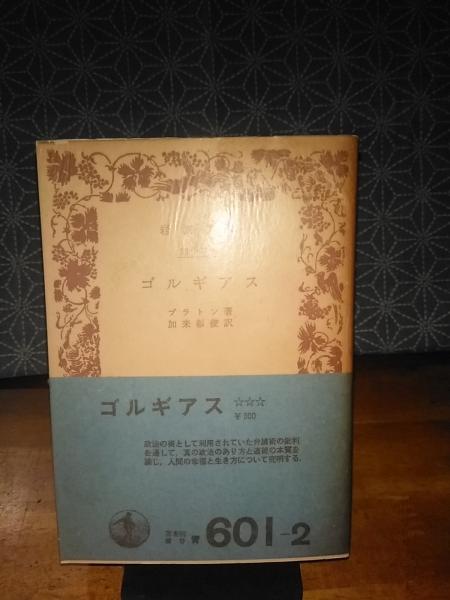 岩波文庫
ゴルギアス
プラトン著
加来彰俊訳
ゴルギアス ☆☆☆
¥300
政治の術として利用されていた弁論術の批判
を通して,真の政治のあり方と道徳の本質を
論じ,人間の幸福と生き方について究明する.
青 601-2